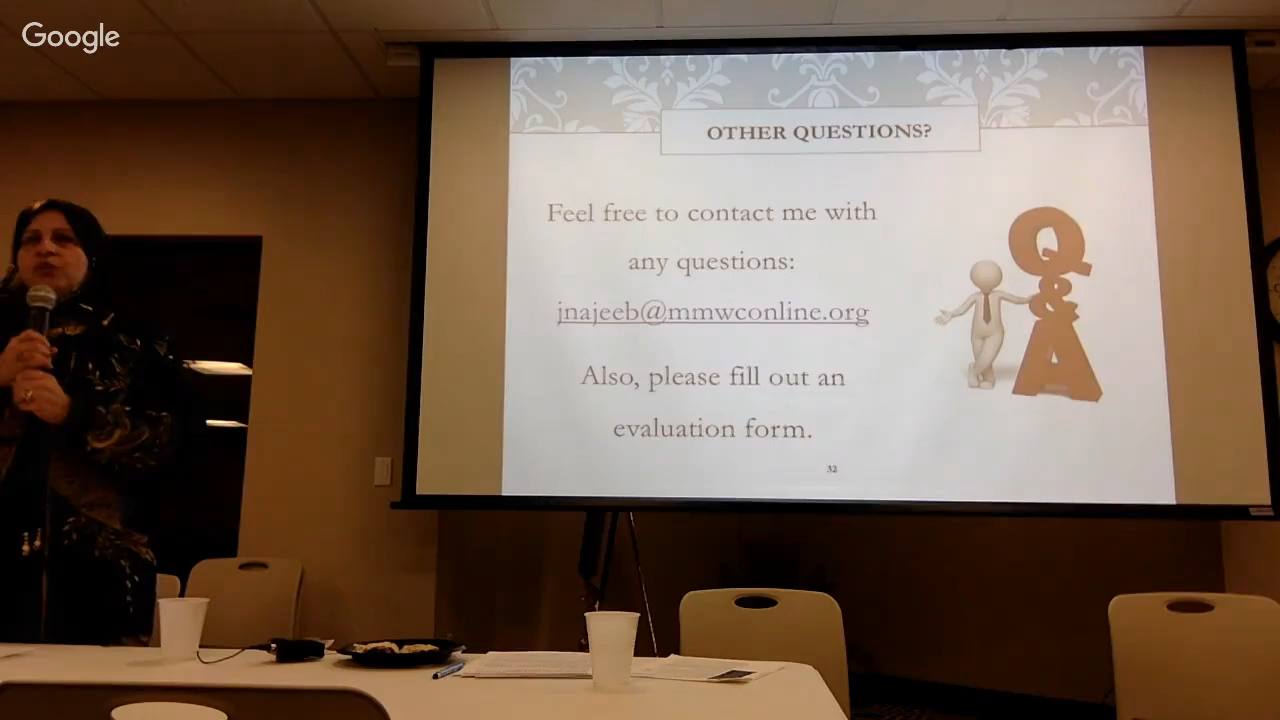 Google
OTHER QUESTIONS?
Feel free to contact me with
any questions:
jnajeeb@mmwconline.org
Also, please fill out an
evaluation form.
Q
&
A
32